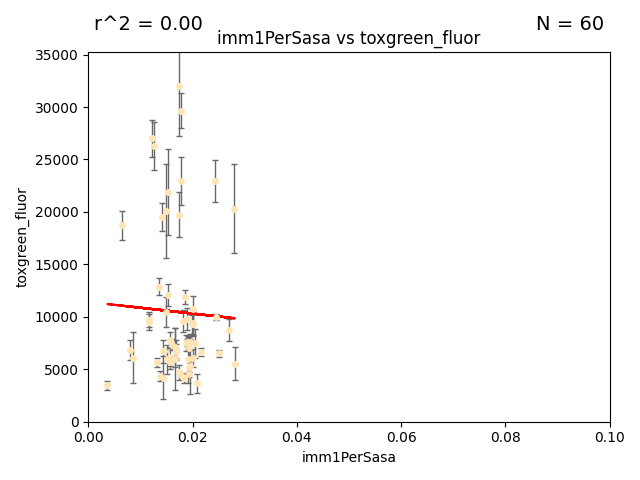 r^2 = 0.00
N = 60
imm1PerSasa vs toxgreen_fluor
35000
30000
25000
20000
15000
10000
5000
0
toxgreen_fluor
0.00 0.02 0.04 0.06 0.08 0.10
imm1PerSasa